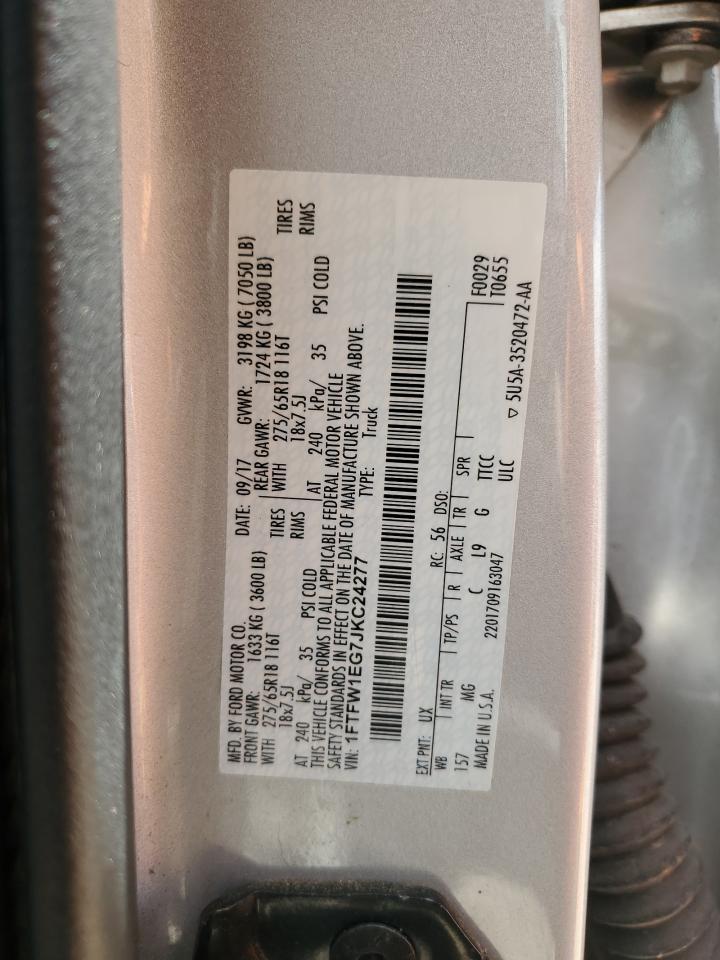 MFD. BY FORD MOTOR CO.
DATE: 09/17 GVWR: 3198 KG ( 7050 LB)
FRONT GAWR: 1633 KG ( 3600 LB) REAR GAWR: 1724 KG ( 3800 LB)
WITH 275/65R18 116T TIRES WITH 275/65R18 116T TIRES
18x7.5J RIMS 18x7.5J RIMS
AT 240 kPa/ 35 PSI COLD AT 240 kPa/ 35 PSI COLD
THIS VEHICLE CONFORMS TO ALL APPLICABLE FEDERAL MOTOR VEHICLE
SAFETY STANDARDS IN EFFECT ON THE DATE OF MANUFACTURE SHOWN ABOVE.
VIN: 1FTFW1EG7JKC24277 TYPE: Truck
EXT PNT: UX RC: 56 DSO: F0029
WB INT TR TP/PS R AXLE TR SPR T0655
157 MG C L9 G TTCC
MADE IN U.S.A. 2201709163047 ULC ▽ 5U5A-3520472-AA